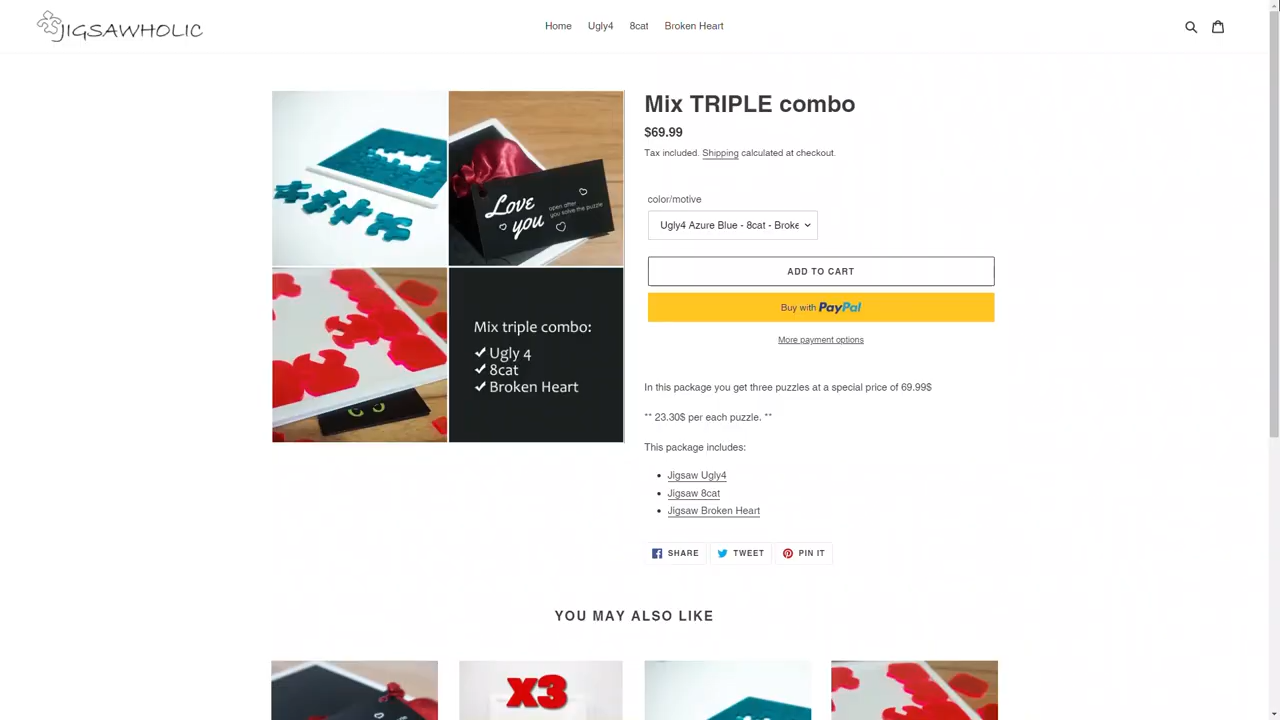 JIGSAWHOLIC
Home Ugly4 8cat Broken Heart
Love you
open after you solve the puzzle
Mix triple combo:
Ugly 4
8cat
Broken Heart
Mix TRIPLE combo
$69.99
Tax included. Shipping calculated at checkout.
color/motive
Ugly4 Azure Blue - 8cat - Broke
ADD TO CART
Buy with PayPal
More payment options
In this package you get three puzzles at a special price of 69.99$
** 23.30$ per each puzzle. **
This package includes:
Jigsaw Ugly4
Jigsaw 8cat
Jigsaw Broken Heart
SHARE TWEET PIN IT
YOU MAY ALSO LIKE
X3